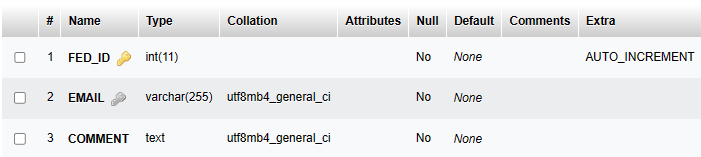 # Name Type Collation Attributes Null Default Comments Extra
1 FED_ID int(11) No None AUTO_INCREMENT
2 EMAIL varchar(255) utf8mb4_general_ci No None
3 COMMENT text utf8mb4_general_ci No None